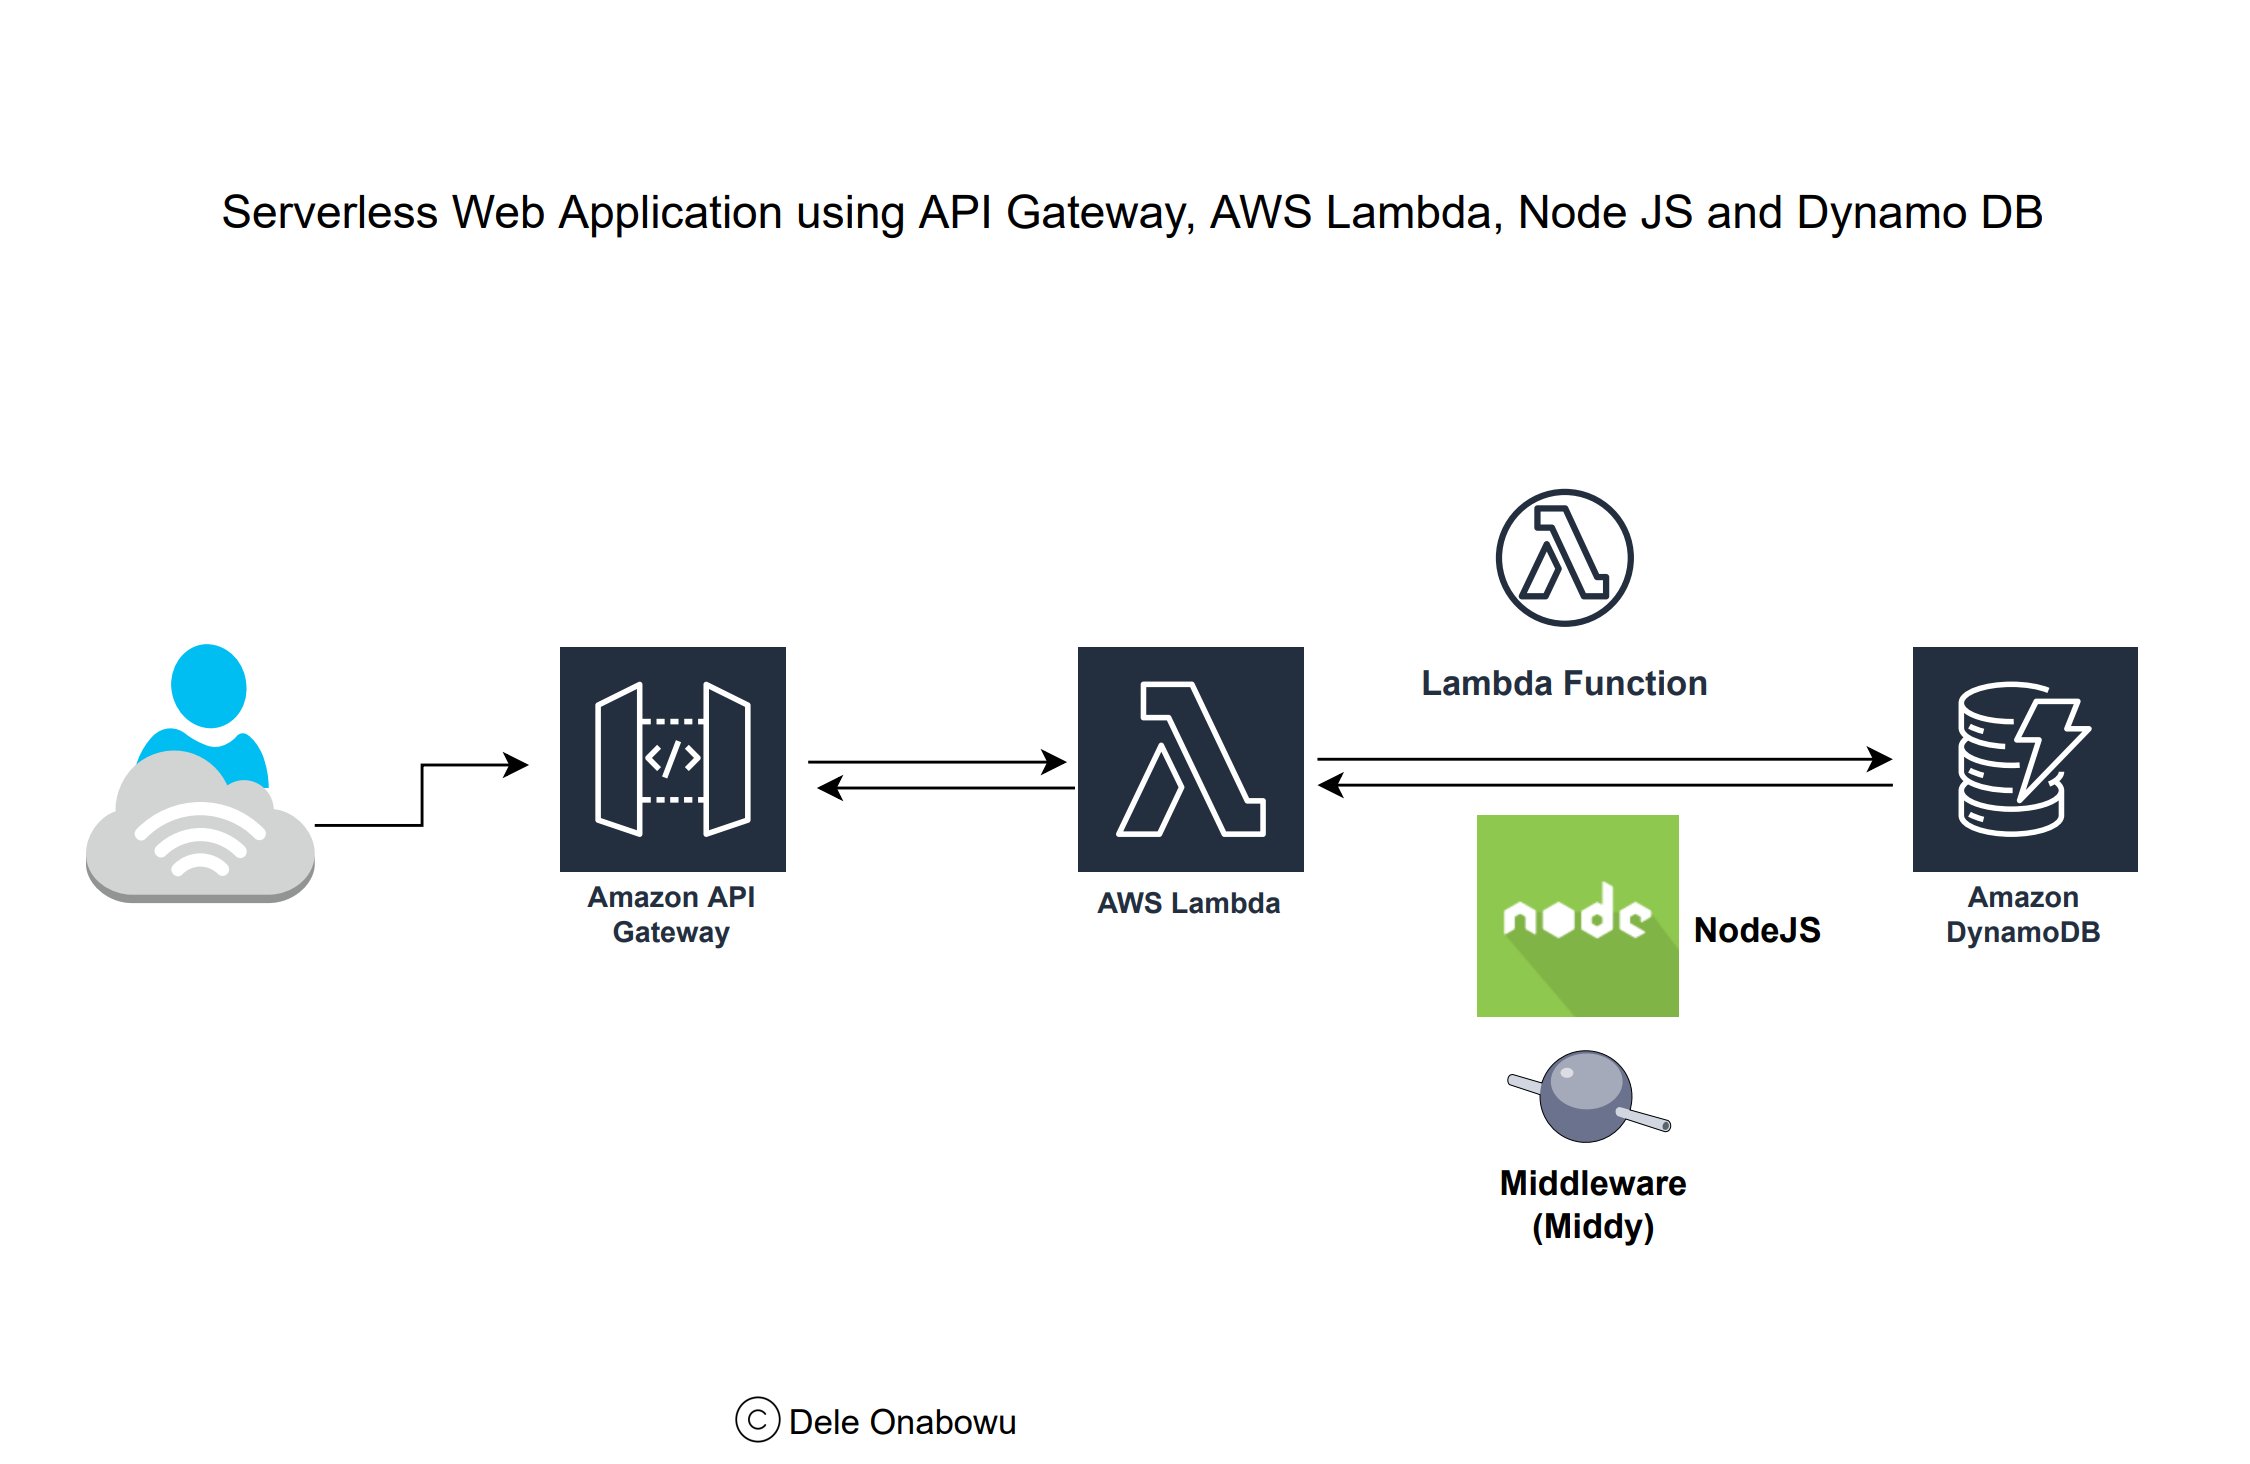 Serverless Web Application using API Gateway, AWS Lambda, Node JS and Dynamo DB
Lambda Function
</>
Amazon API
Gateway
AWS Lambda
node
NodeJS
Amazon
DynamoDB
Middleware
(Middy)
© Dele Onabowu